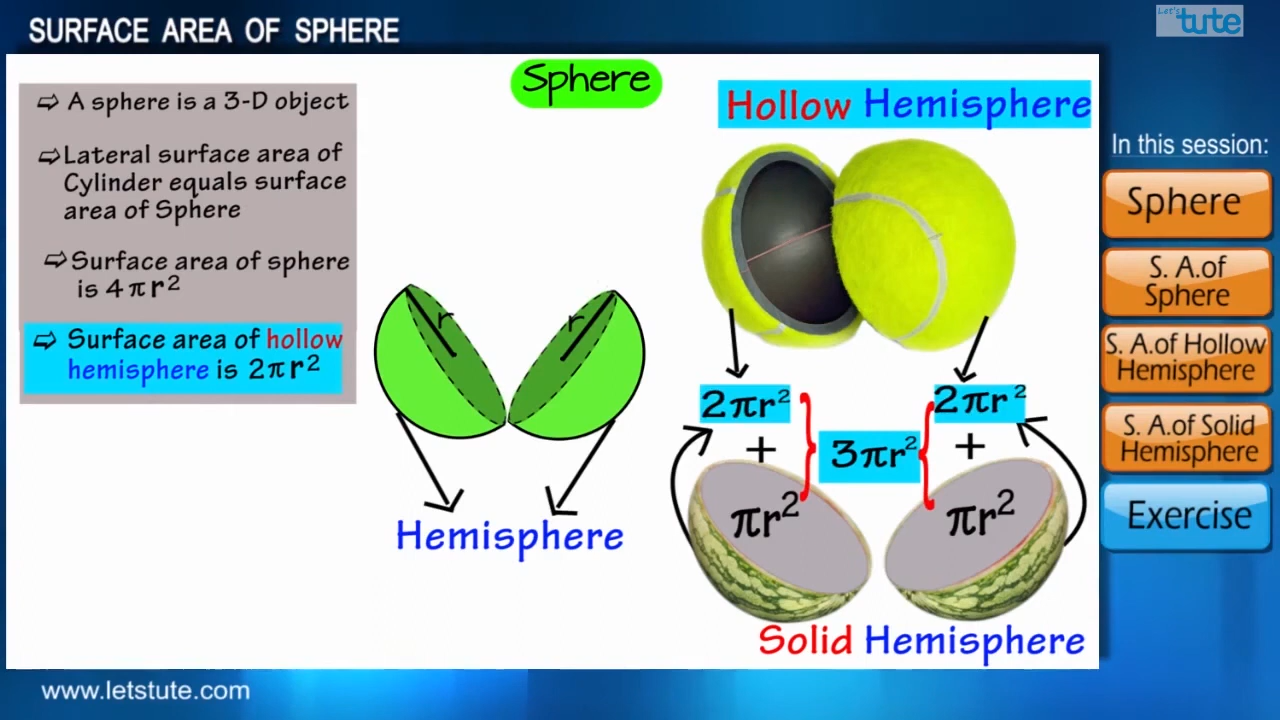 SURFACE AREA OF SPHERE
Let's
tute
⇨ A sphere is a 3-D object
⇨ Lateral surface area of
Cylinder equals surface
area of Sphere
⇨ Surface area of sphere
is 4πr²
⇨ Surface area of hollow
hemisphere is 2πr²
Sphere
r
r
Hemisphere
Hollow Hemisphere
2πr²
2πr²
+
3πr²
+
πr²
πr²
Solid Hemisphere
In this session:
Sphere
S. A.of
Sphere
S. A.of Hollow
Hemisphere
S. A.of Solid
Hemisphere
Exercise
www.letstute.com